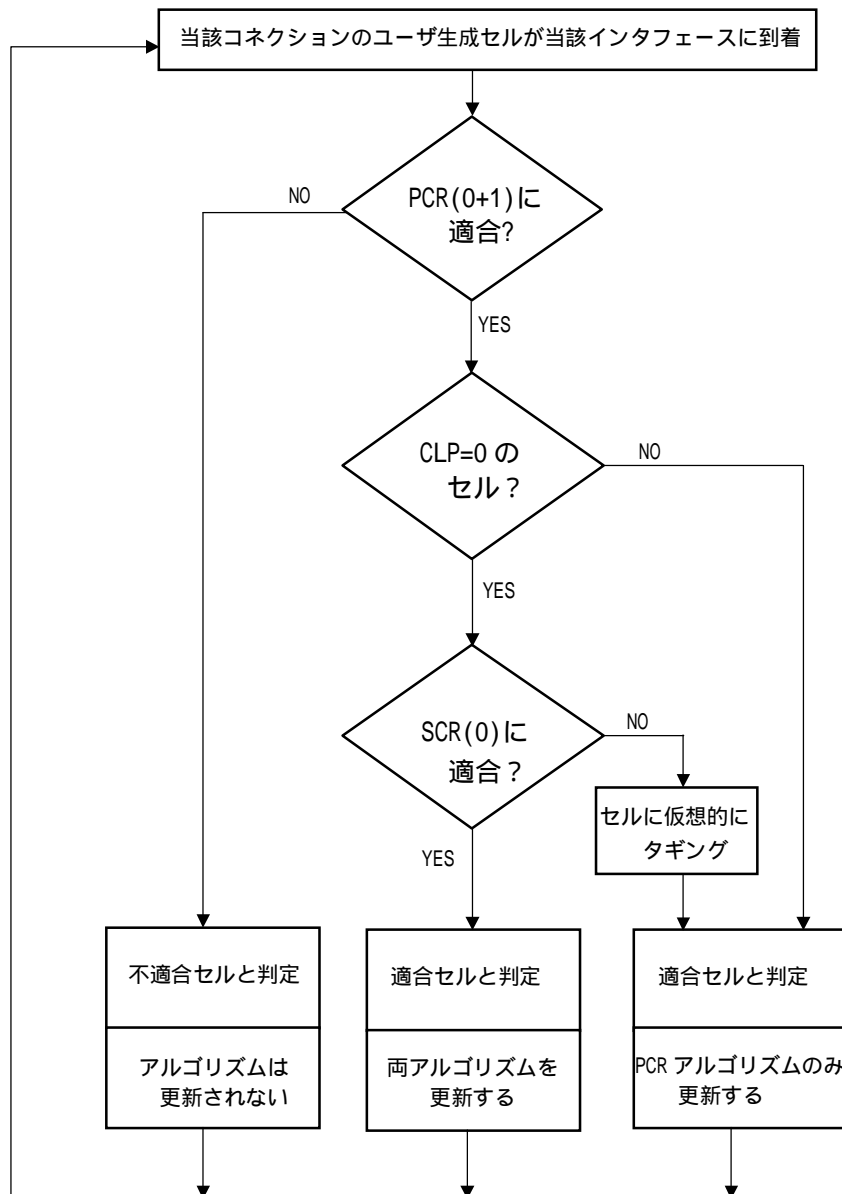 当該コネクションのユーザ生成セルが当該インタフェースに到着
NO
PCR(0+1)に
適合?
YES
CLP=0 の
セル？
NO
YES
SCR(0)に
適合？
NO
セルに仮想的に
タギング
YES
不適合セルと判定
適合セルと判定
適合セルと判定
アルゴリズムは
更新されない
両アルゴリズムを
更新する
PCR アルゴリズムのみ
更新する